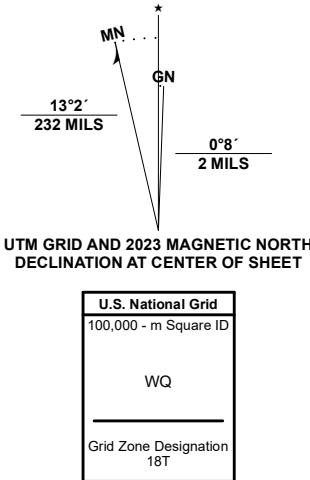 ★
MN
GN
13°2´
232 MILS
0°8´
2 MILS
UTM GRID AND 2023 MAGNETIC NORTH
DECLINATION AT CENTER OF SHEET
U.S. National Grid
100,000 - m Square ID
WQ
Grid Zone Designation
18T